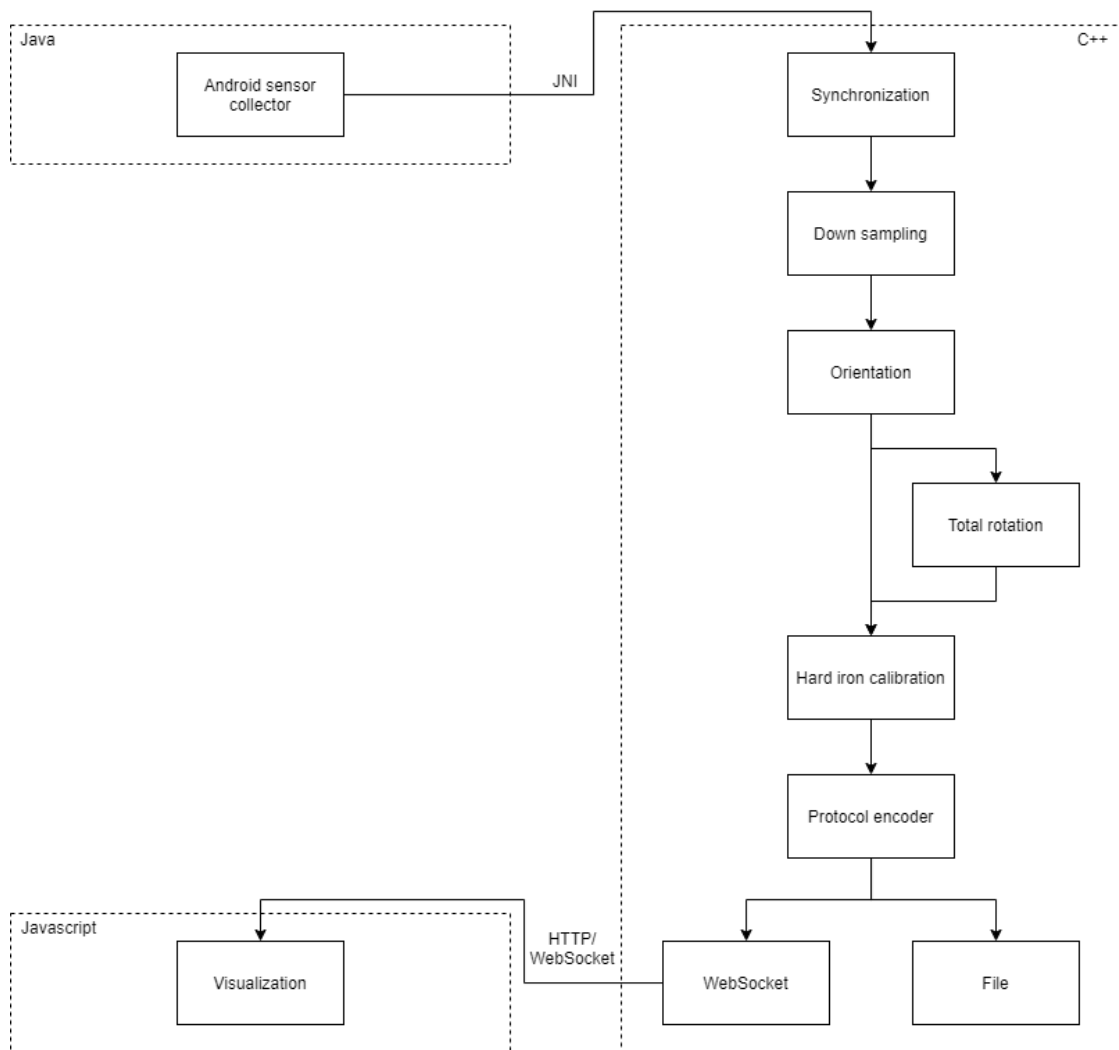 Java
C++
Android sensor
collector
JNI
Synchronization
Down sampling
Orientation
Total rotation
Hard iron calibration
Protocol encoder
Javascript
HTTP/
WebSocket
Visualization
WebSocket
File